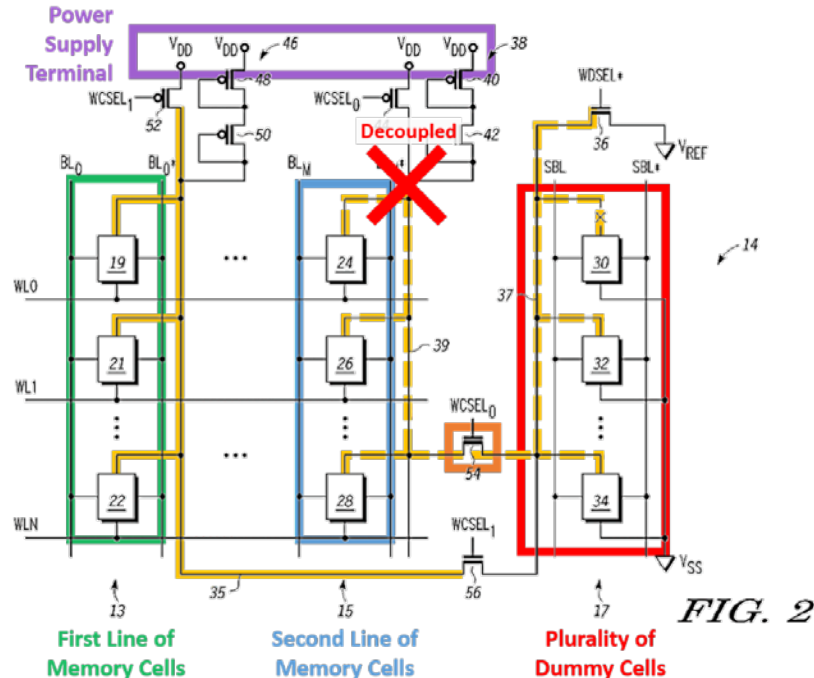 Power
Supply
Terminal
VDD VDD 46 VDD VDD 38
48 40
WCSEL1 WCSEL0 WDSEL*
52 50 Decoupled 42 36
VREF
BL0 BL0* BLM SBL SBL*
14
19 ... 24 30
WL0
37
21 26 39 32
WL1
WCSEL0
54
22 ... 28 34
WLN
WCSEL1
VSS
35 56
13 15 17 FIG. 2
First Line of Second Line of Plurality of
Memory Cells Memory Cells Dummy Cells